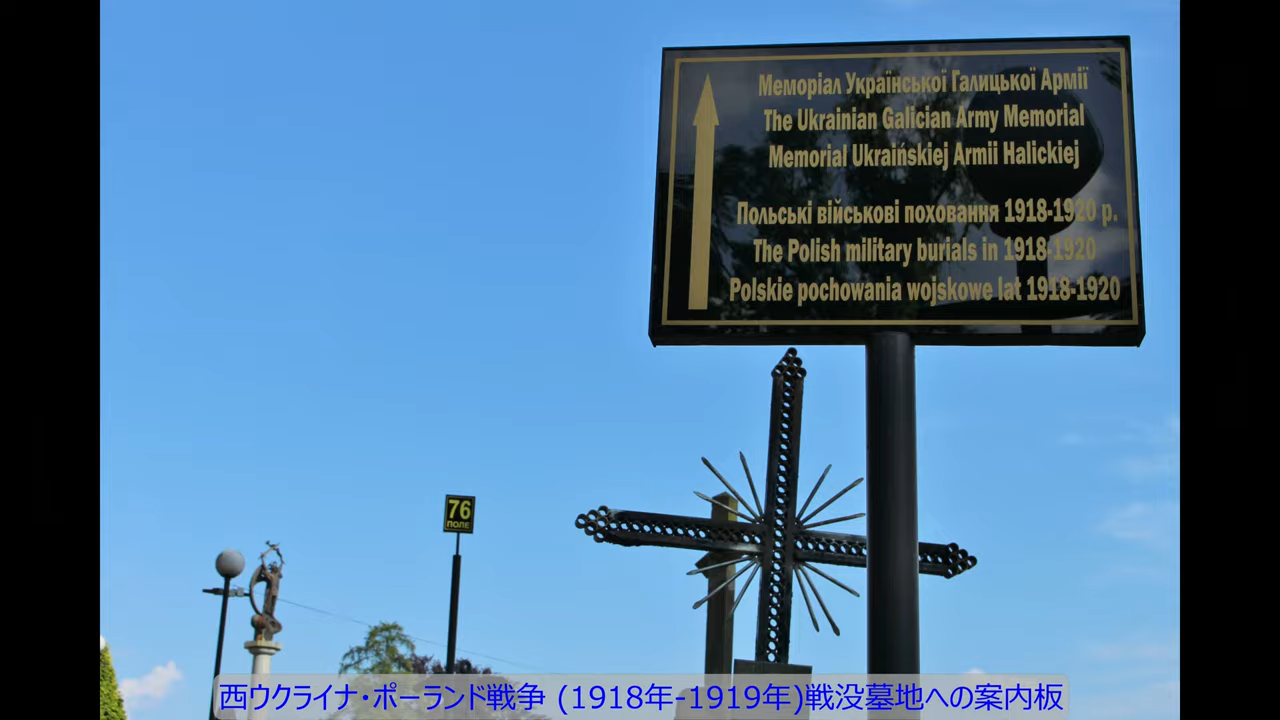 Меморіал Української Галицької Армії
The Ukrainian Galician Army Memorial
Memorial Ukraińskiej Armii Halickiej
Польські військові поховання 1918-1920 р.
The Polish military burials in 1918-1920
Polskie pochowania wojskowe lat 1918-1920
76
ПОЛЕ
西ウクライナ・ポーランド戦争 (1918年-1919年)戦没墓地への案内板